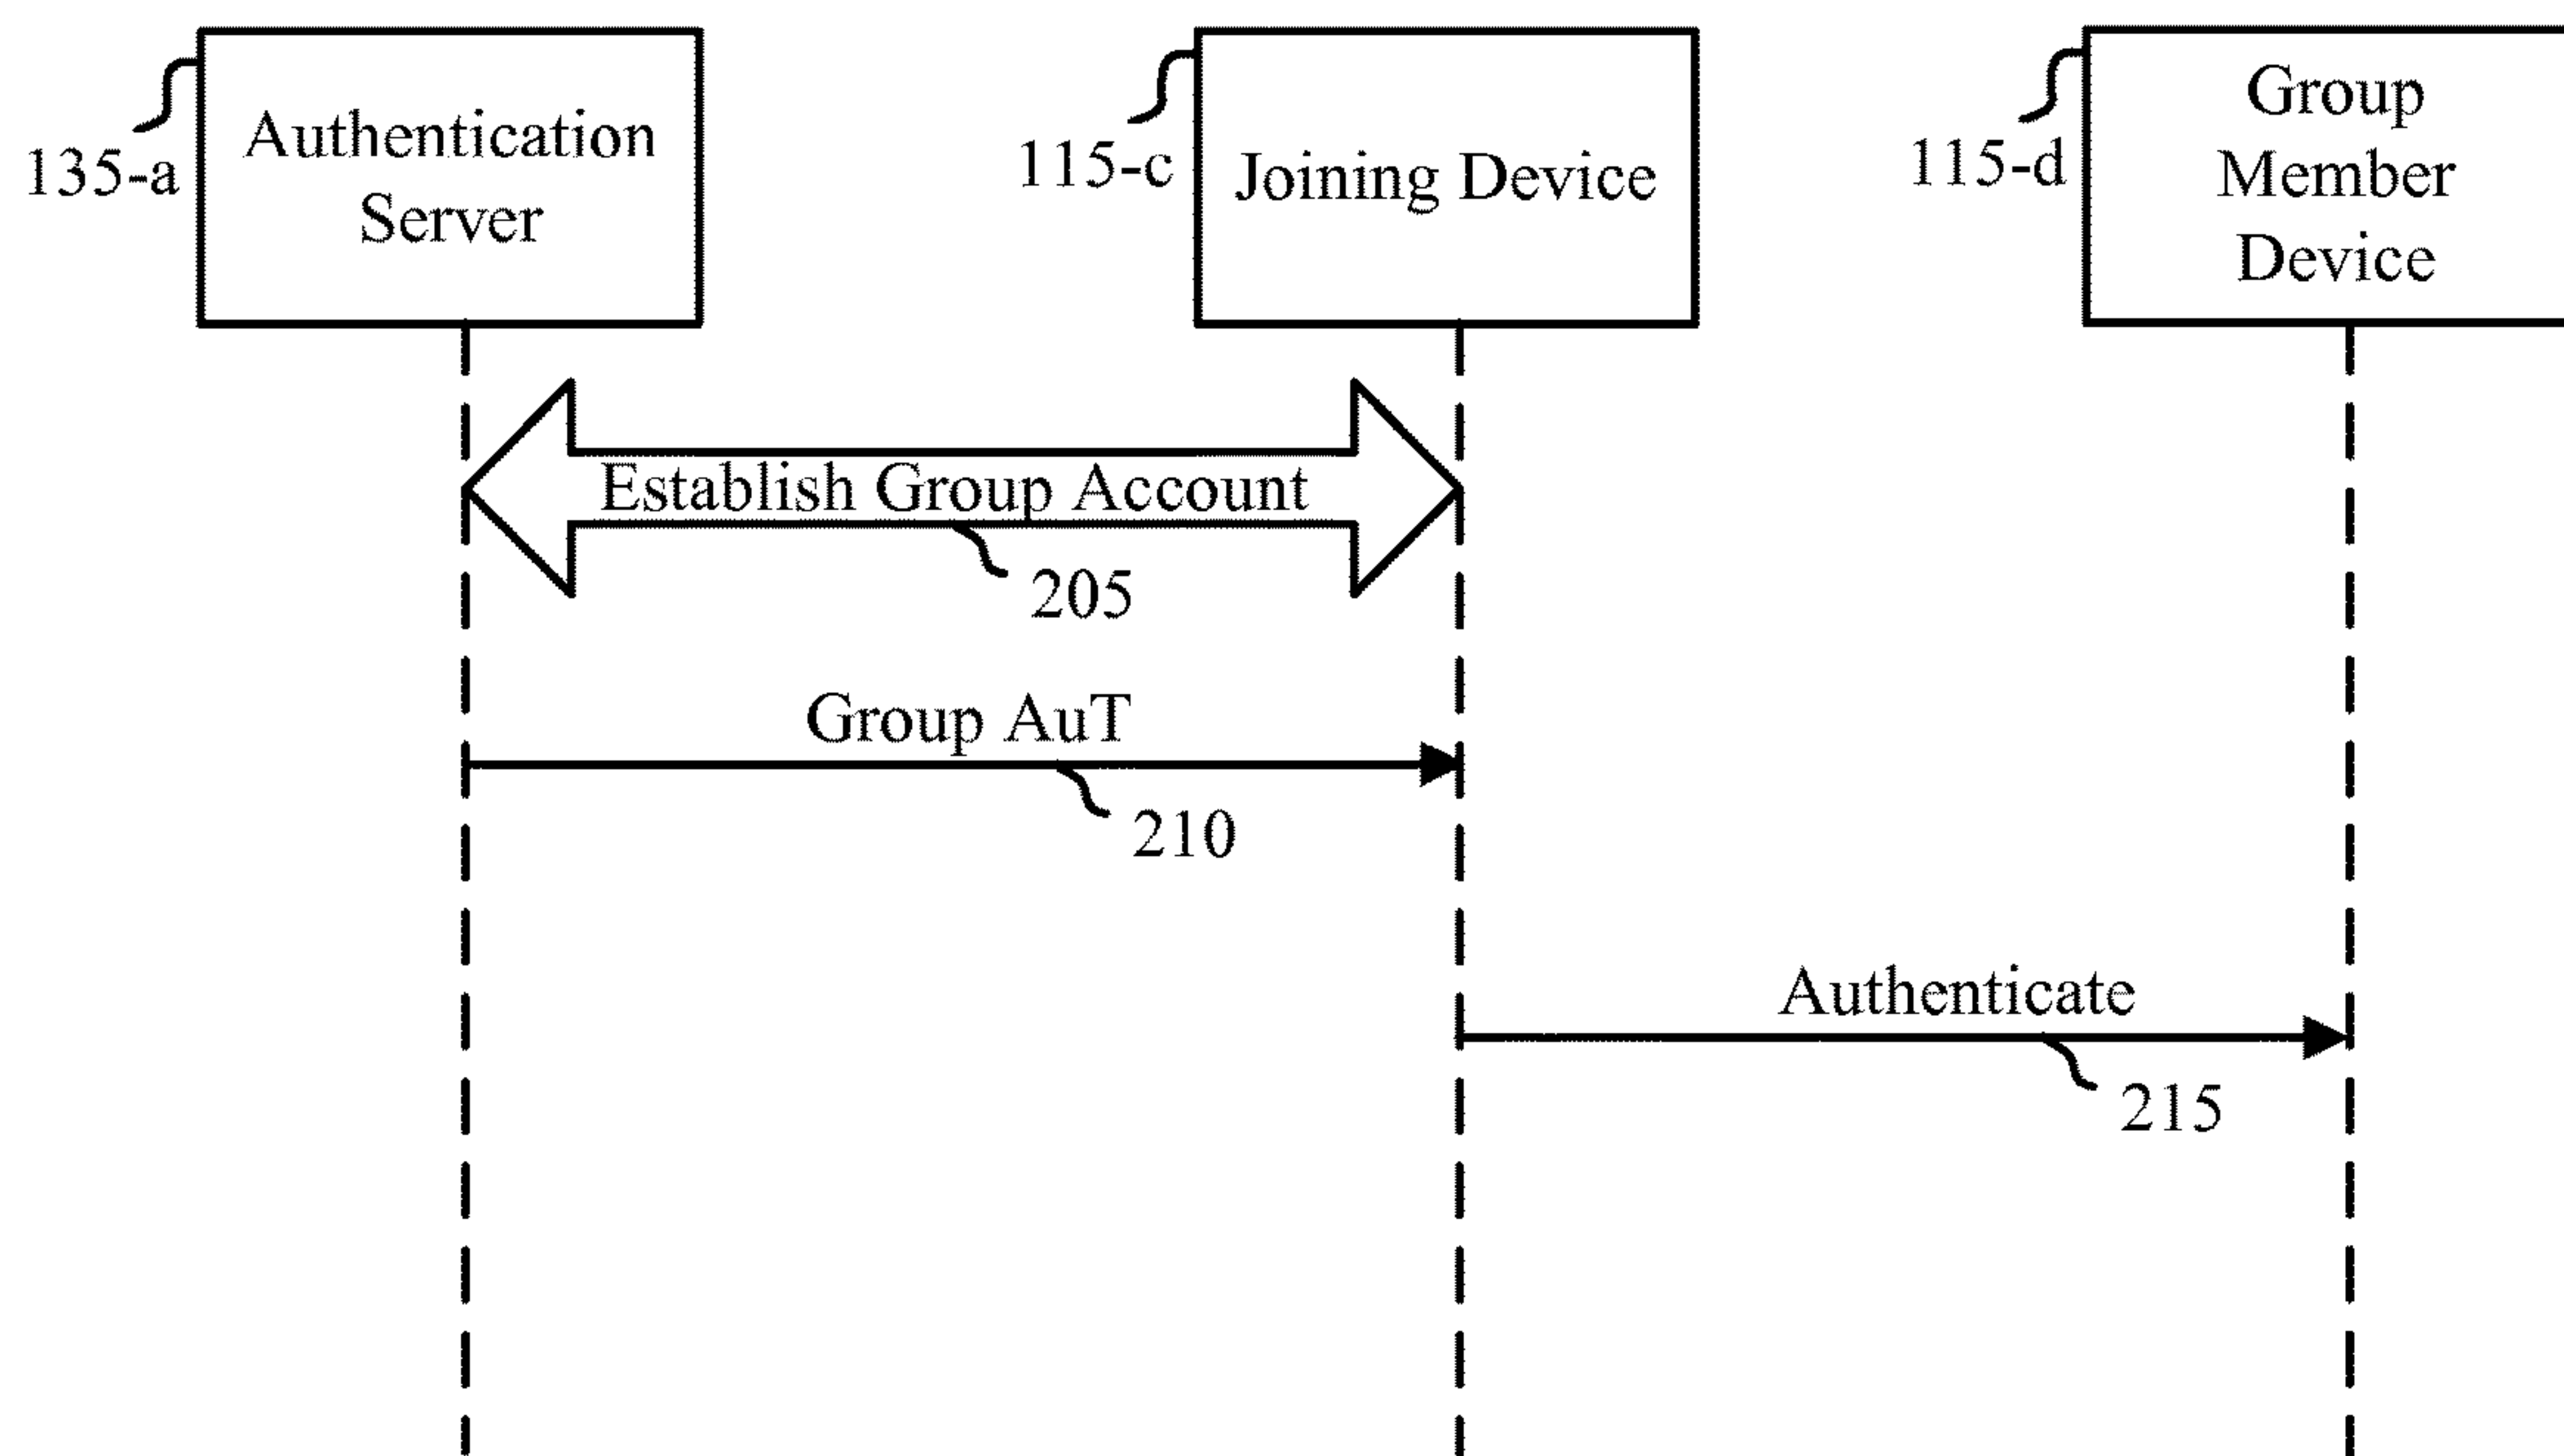 135-a
Authentication
Server
115-c
Joining Device
115-d
Group
Member
Device
Establish Group Account
205
Group AuT
210
Authenticate
215